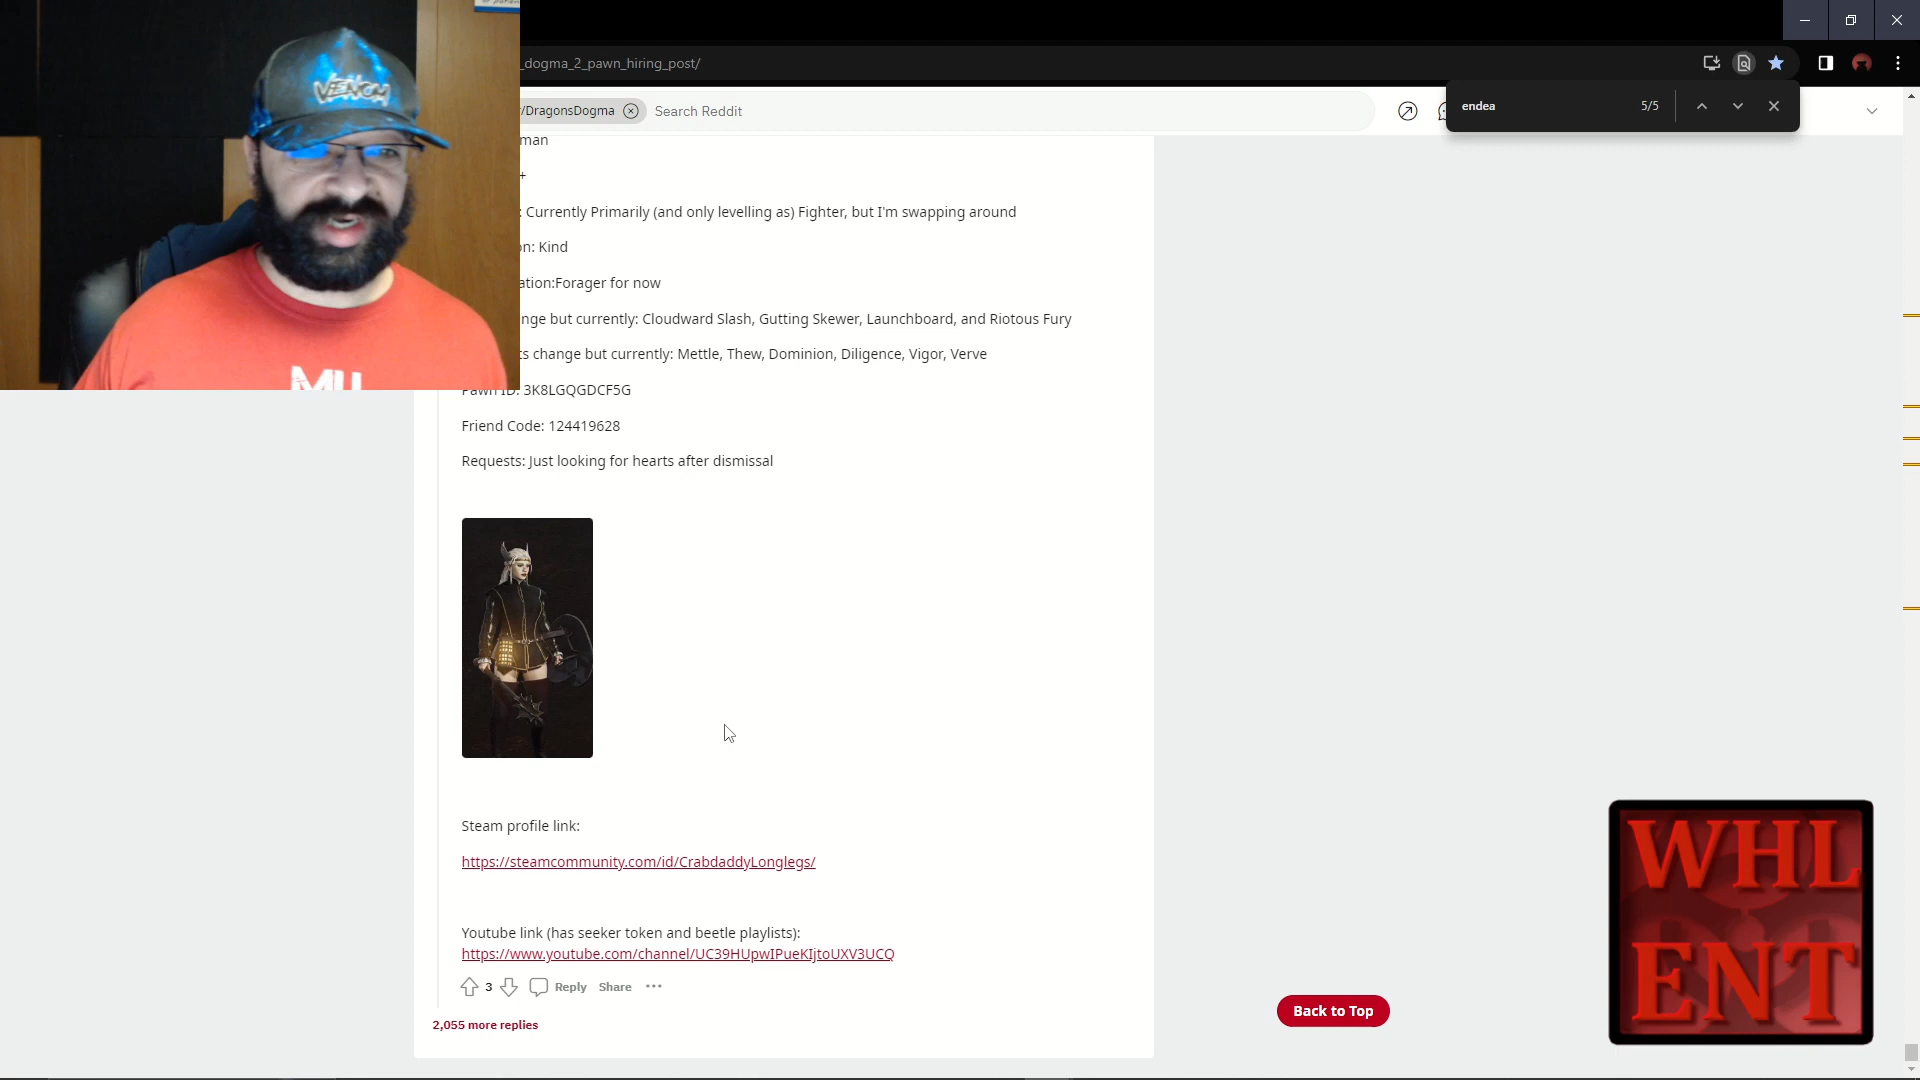 _dogma_2_pawn_hiring_post/
endea 5/5
/DragonsDogma Search Reddit
VENOM
man
+
: Currently Primarily (and only levelling as) Fighter, but I'm swapping around
on: Kind
ation:Forager for now
nge but currently: Cloudward Slash, Gutting Skewer, Launchboard, and Riotous Fury
ts change but currently: Mettle, Thew, Dominion, Diligence, Vigor, Verve
Pawn ID: 3K8LGQGDCF5G
Friend Code: 124419628
Requests: Just looking for hearts after dismissal
Steam profile link:
https://steamcommunity.com/id/CrabdaddyLonglegs/
Youtube link (has seeker token and beetle playlists):
https://www.youtube.com/channel/UC39HUpwIPueKIjtoUXV3UCQ
3 Reply Share
2,055 more replies
Back to Top
WHL
ENT